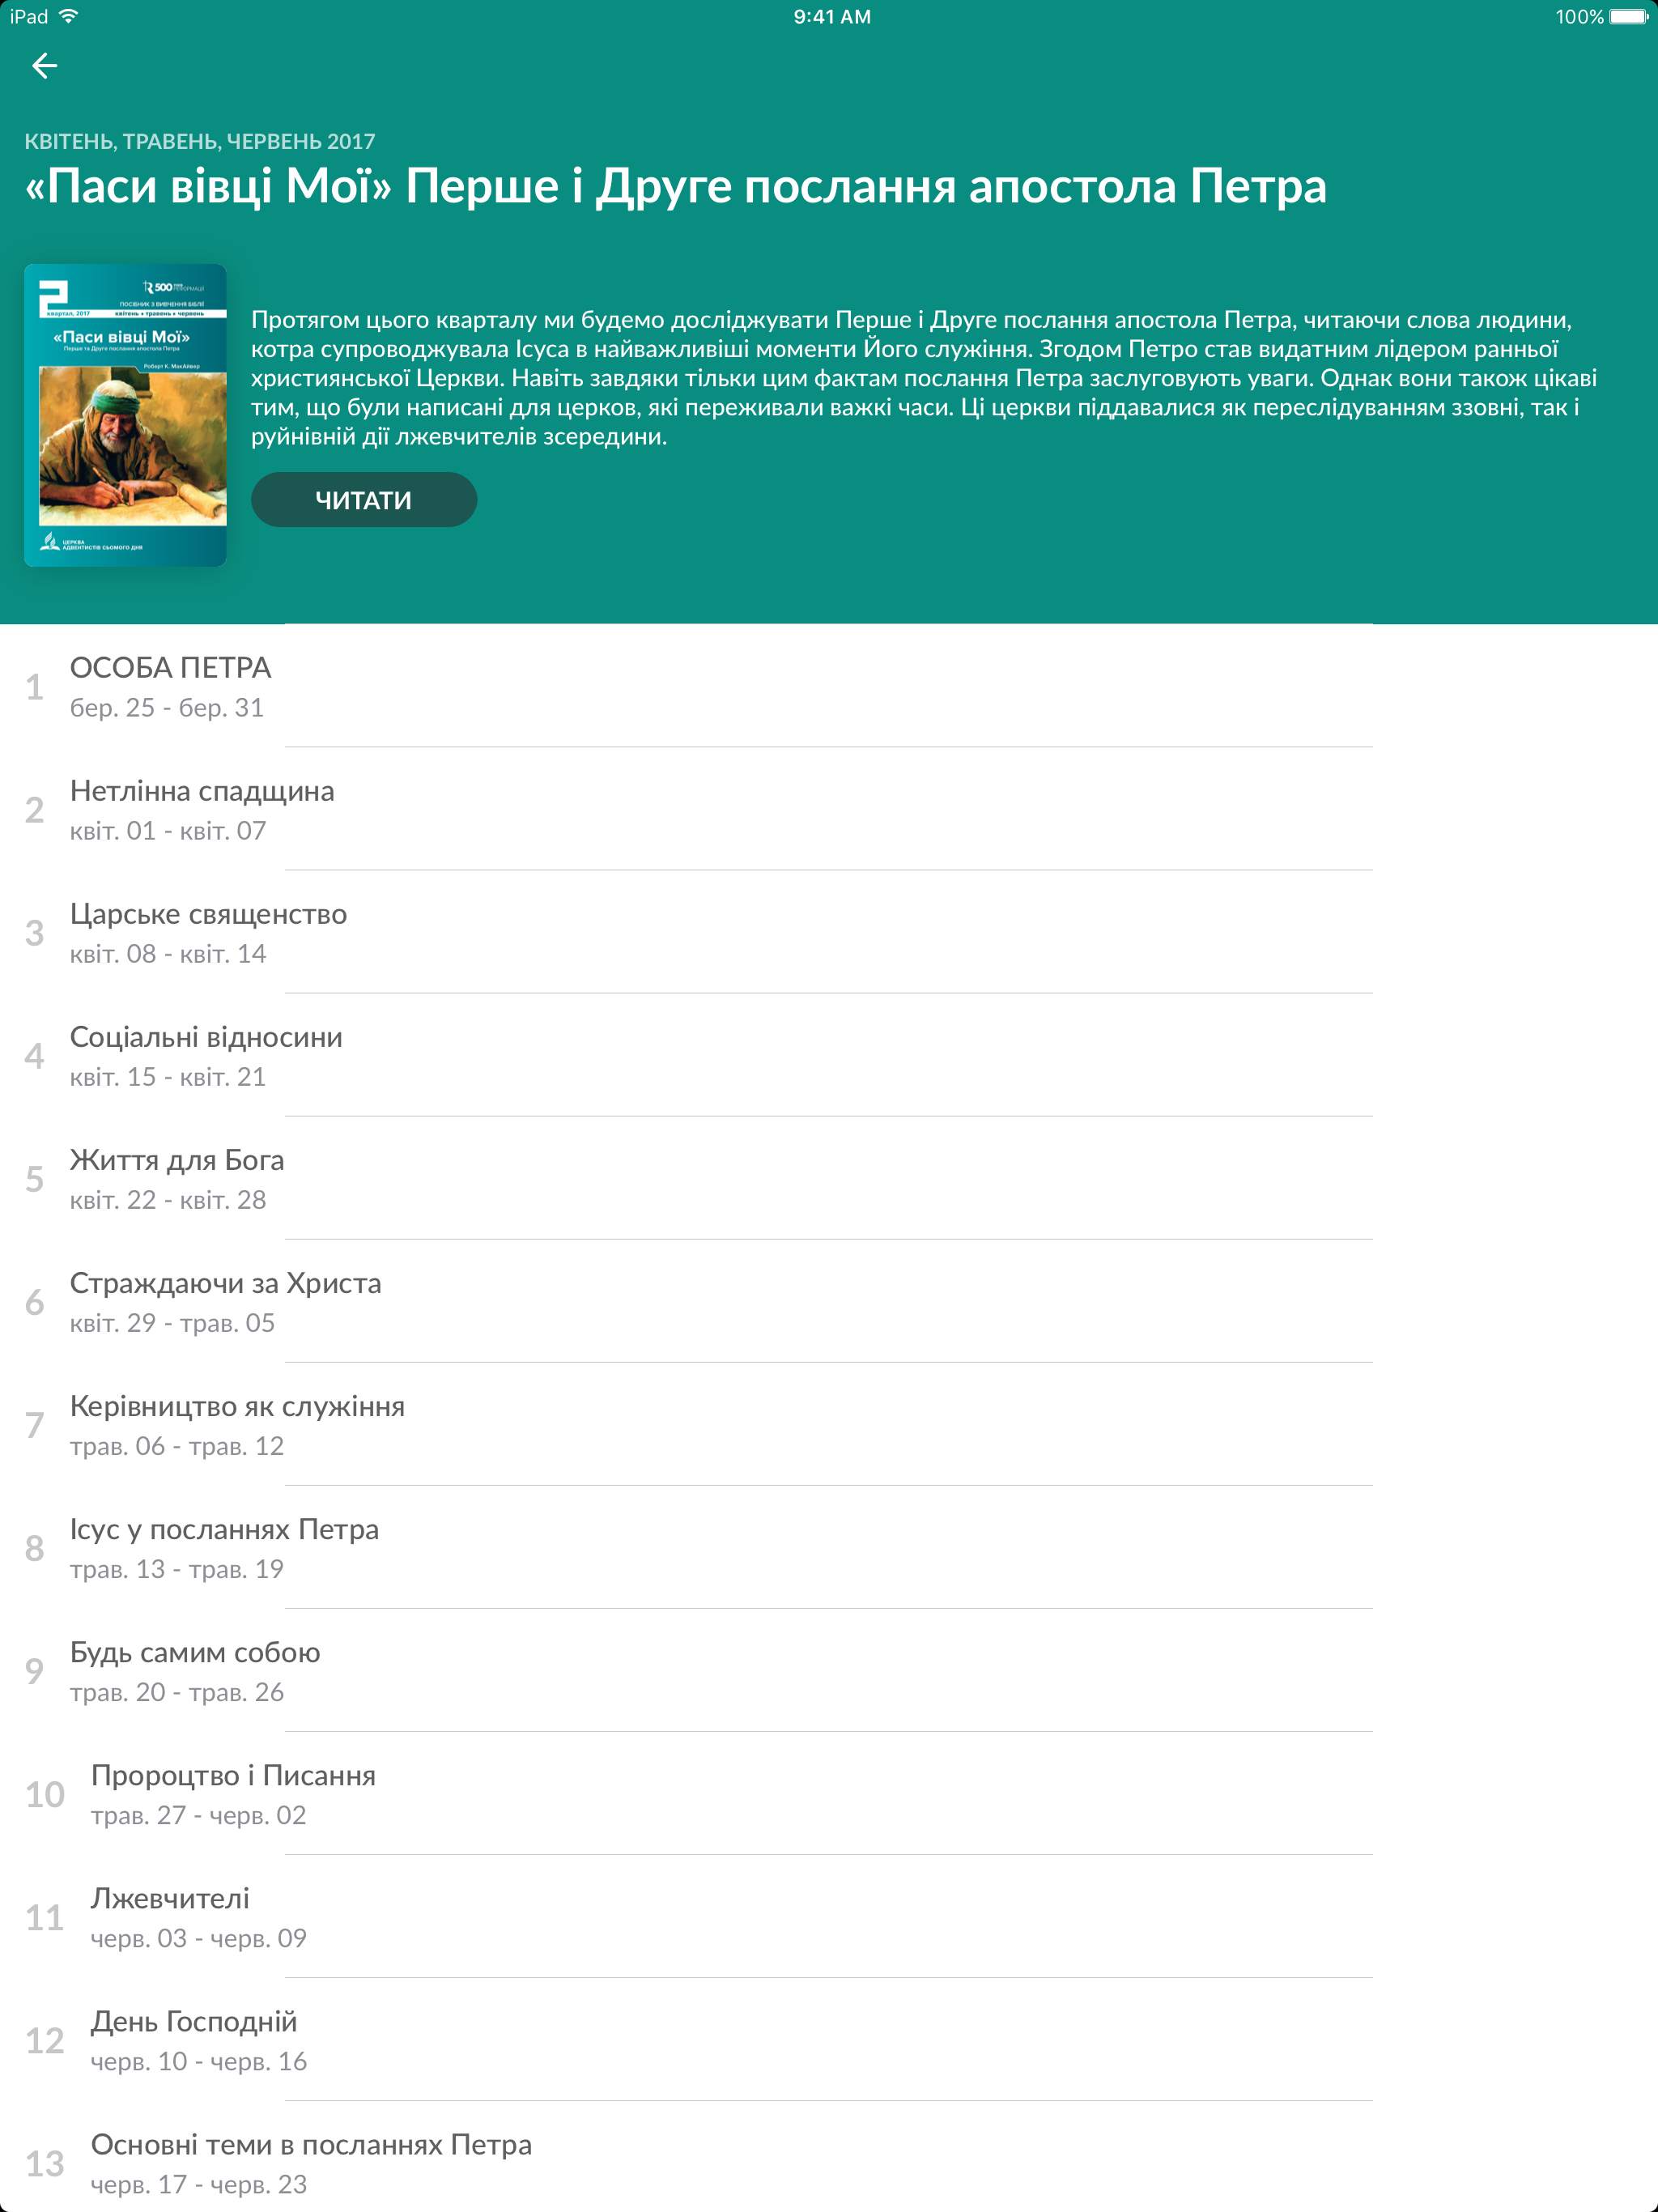 iPad 9:41 AM 100%
КВІТЕНЬ, ТРАВЕНЬ, ЧЕРВЕНЬ 2017
«Паси вівці Мої» Перше і Друге послання апостола Петра
2
R 500
ПОСІБНИК З ВИВЧЕННЯ БІБЛІЇ
квартал, 2017 квітень • травень • червень
«Паси вівці Мої»
Перше та Друге послання апостола Петра
Роберт К. МакАйвер
ЦЕРКВА
АДВЕНТИСТІВ СЬОМОГО ДНЯ
Протягом цього кварталу ми будемо досліджувати Перше і Друге послання апостола Петра, читаючи слова людини,
котра супроводжувала Ісуса в найважливіші моменти Його служіння. Згодом Петро став видатним лідером ранньої
християнської Церкви. Навіть завдяки тільки цим фактам послання Петра заслуговують уваги. Однак вони також цікаві
тим, що були написані для церков, які переживали важкі часи. Ці церкви піддавалися як переслідуванням ззовні, так і
руйнівній дії лжевчителів зсередини.
ЧИТАТИ
1
ОСОБА ПЕТРА
бер. 25 - бер. 31
2
Нетлінна спадщина
квіт. 01 - квіт. 07
3
Царське священство
квіт. 08 - квіт. 14
4
Соціальні відносини
квіт. 15 - квіт. 21
5
Життя для Бога
квіт. 22 - квіт. 28
6
Страждаючи за Христа
квіт. 29 - трав. 05
7
Керівництво як служіння
трав. 06 - трав. 12
8
Ісус у посланнях Петра
трав. 13 - трав. 19
9
Будь самим собою
трав. 20 - трав. 26
10
Пророцтво і Писання
трав. 27 - черв. 02
11
Лжевчителі
черв. 03 - черв. 09
12
День Господній
черв. 10 - черв. 16
13
Основні теми в посланнях Петра
черв. 17 - черв. 23